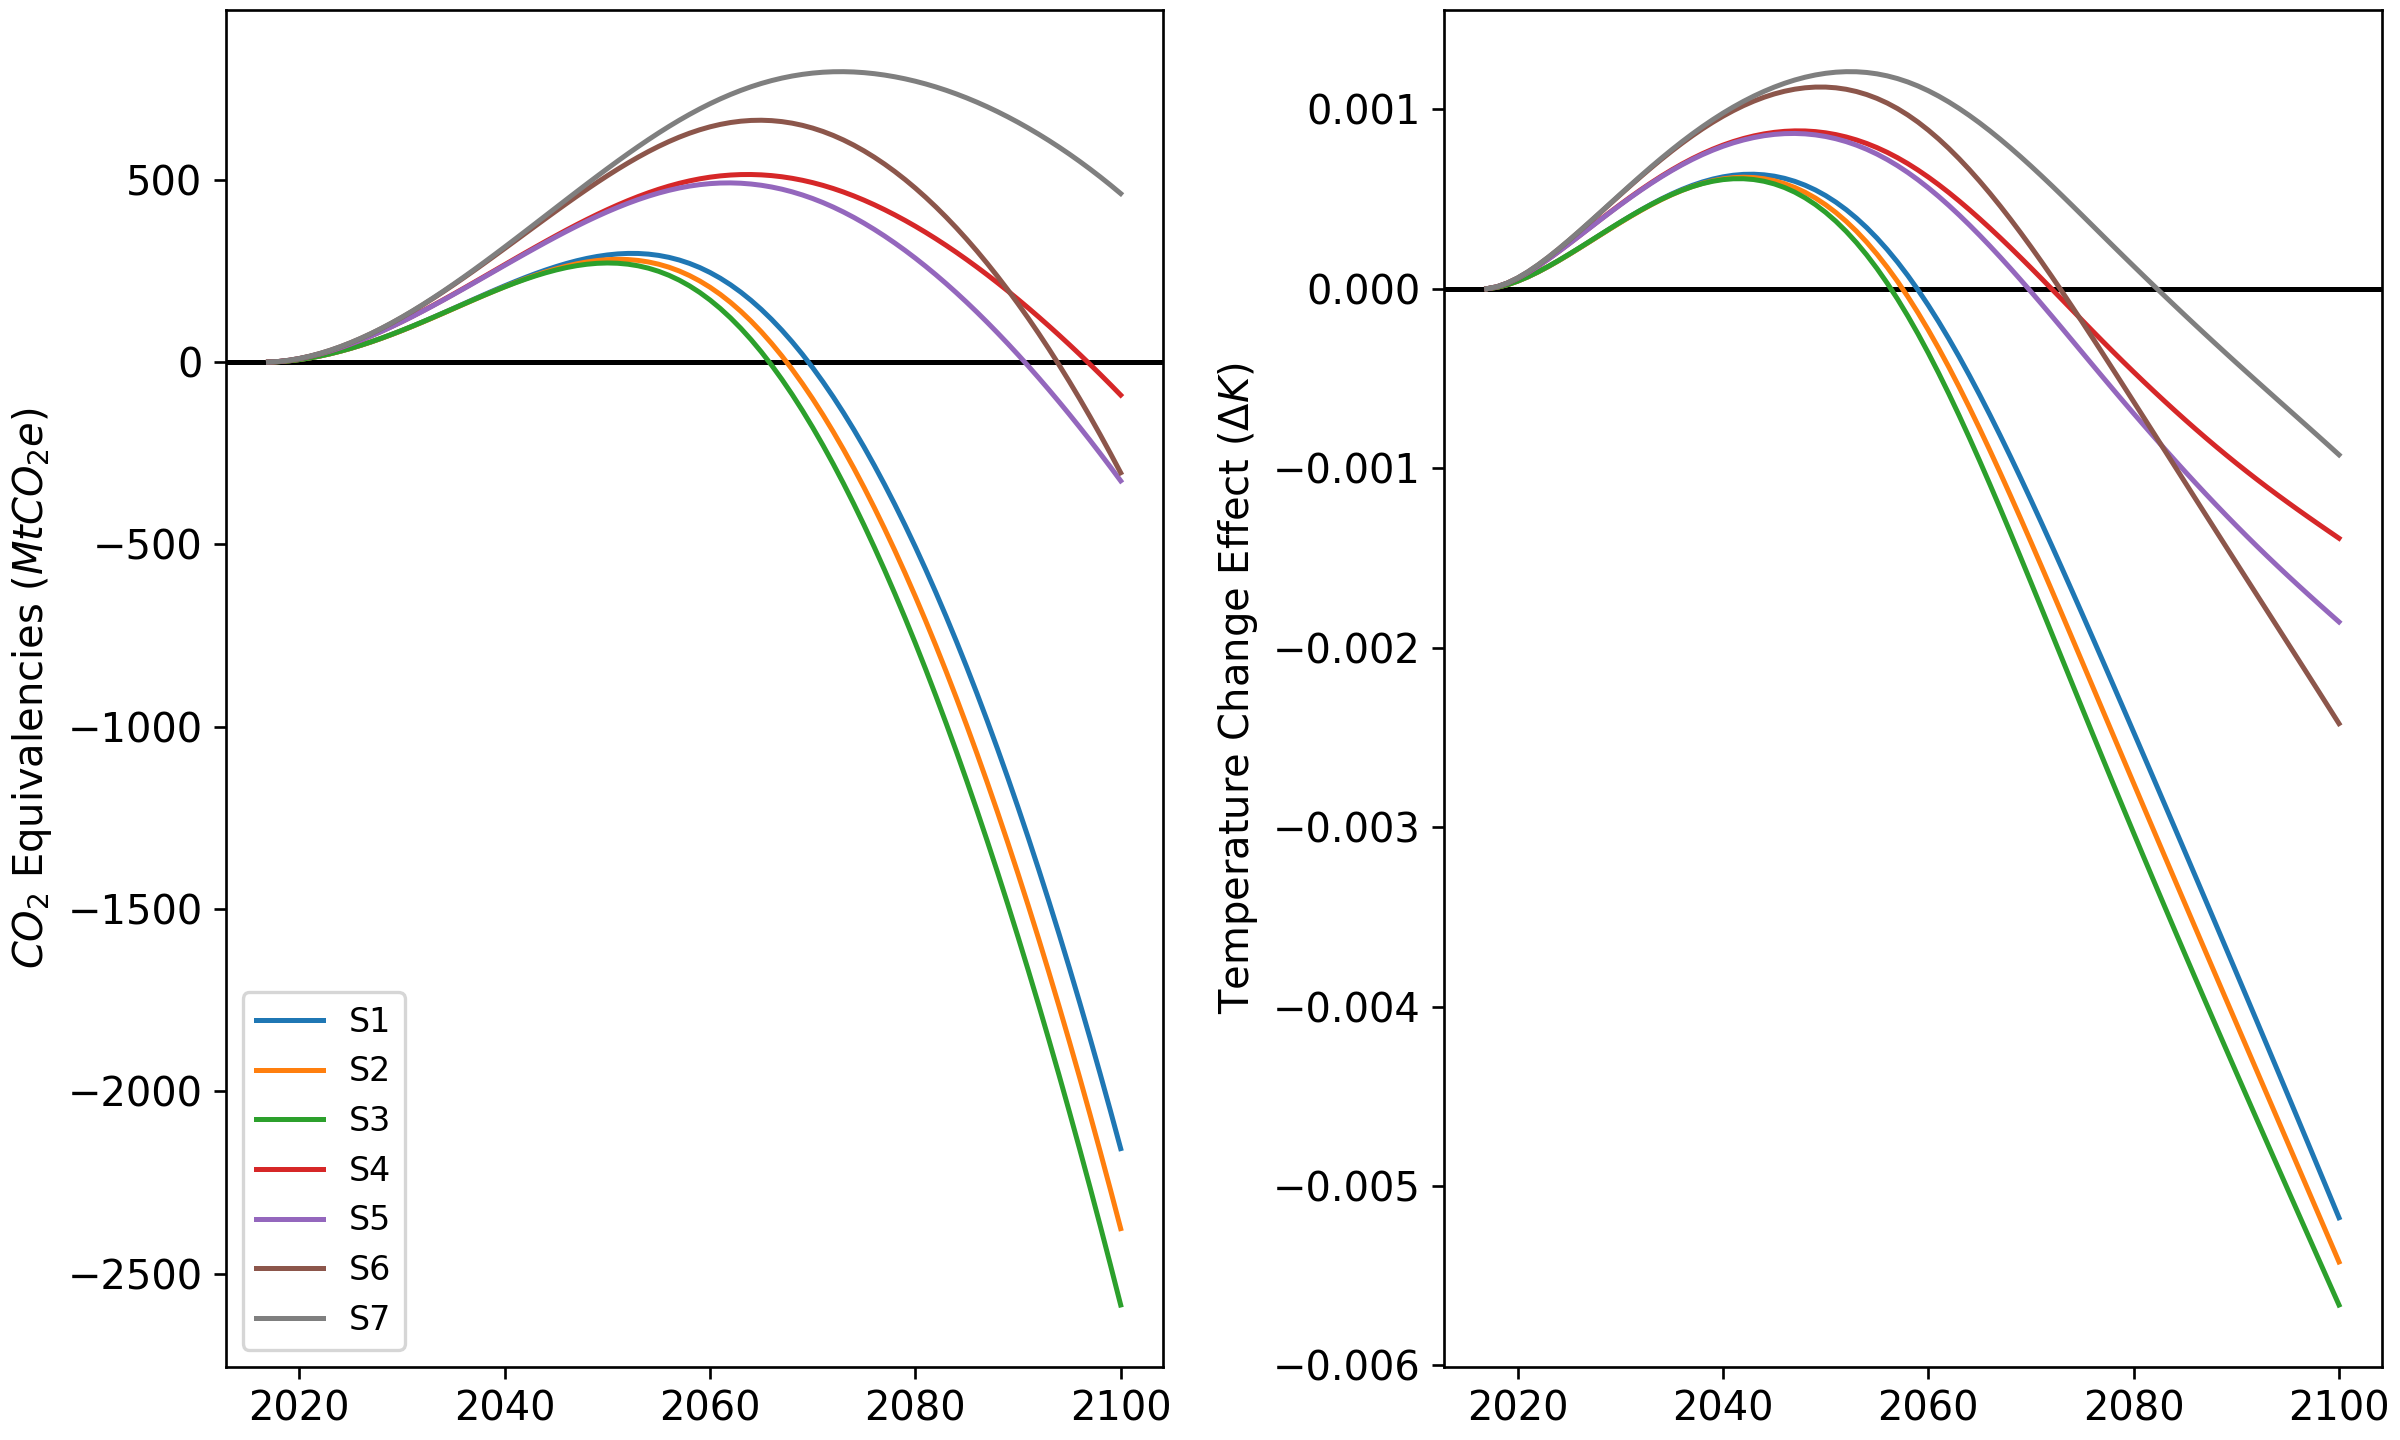 CO₂ Equivalencies (MtCO₂e)
500
0
−500
−1000
−1500
−2000
−2500
2020 2040 2060 2080 2100
S1
S2
S3
S4
S5
S6
S7
Temperature Change Effect (ΔK)
0.001
0.000
−0.001
−0.002
−0.003
−0.004
−0.005
−0.006
2020 2040 2060 2080 2100